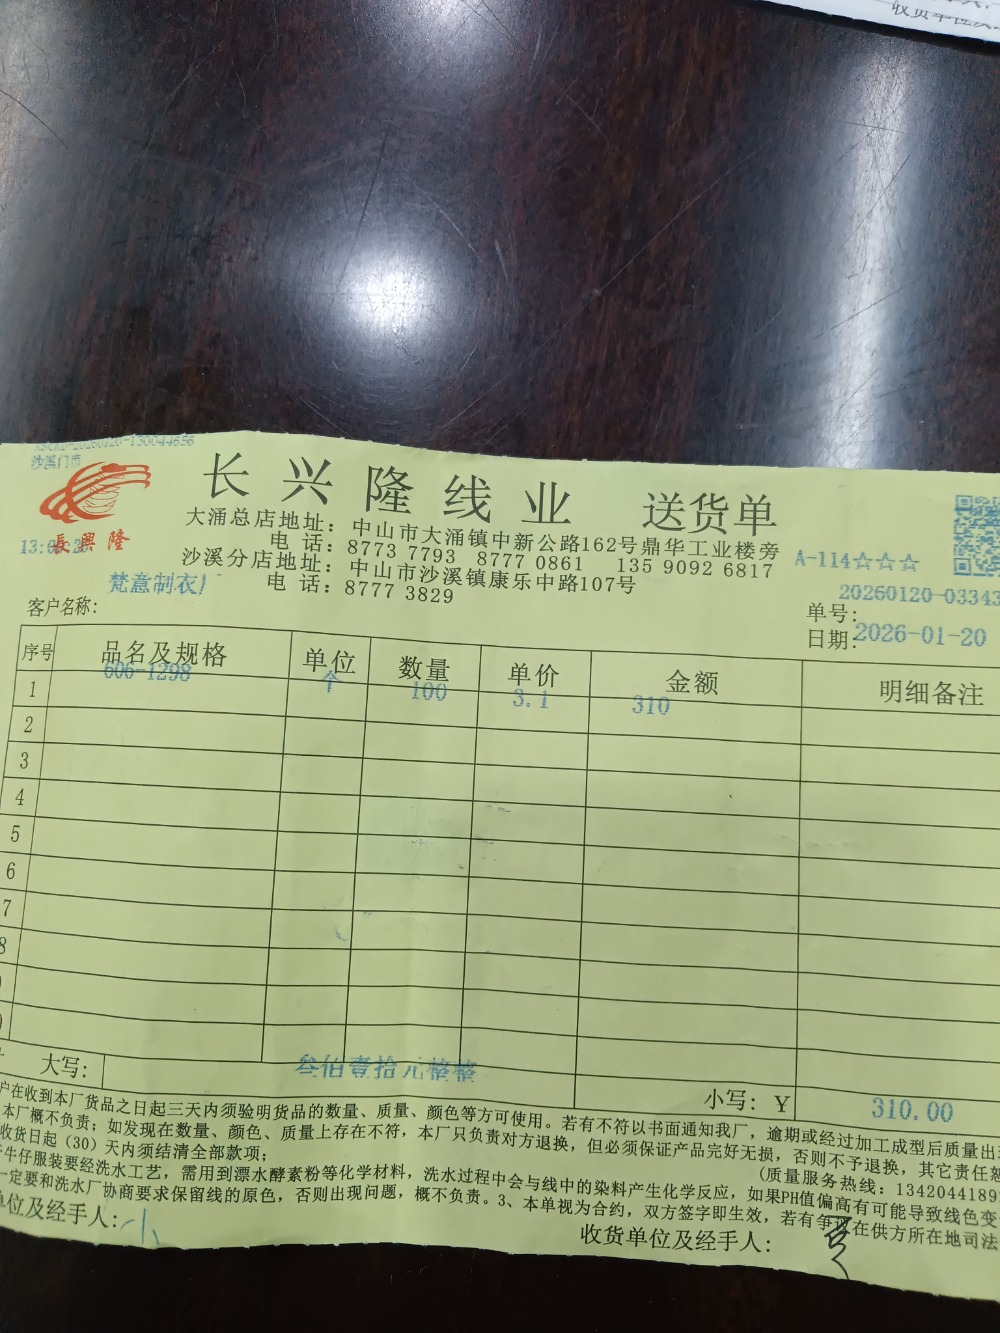 收货单位及
沙溪门市
長興隆
长兴隆线业 送货单
大涌总店地址：中山市大涌镇中新公路162号鼎华工业楼旁
电 话：8773 7793 8777 0861 135 9092 6817
沙溪分店地址：中山市沙溪镇康乐中路107号
电 话：8777 3829
A-114☆☆☆
客户名称：梵意制衣厂
单号：20260120-03343
日期：2026-01-20
序号 品名及规格 单位 数量 单价 金额 明细备注
1 606-1298 个 100 3.1 310
2
3
4
5
6
7
8
大写： 叁佰壹拾元整整 小写：Y 310.00
户在收到本厂货品之日起三天内须验明货品的数量、质量、颜色等方可使用。若有不符以书面通知我厂，逾期或经过加工成型后质量出现
本厂概不负责；如发现在数量、颜色、质量上存在不符，本厂只负责对方退换，但必须保证产品完好无损，否则不予退换，其它责任恕
收货日起（30）天内须结清全部款项； （质量服务热线：1342044189
牛仔服装要经洗水工艺，需用到漂水酵素粉等化学材料，洗水过程中会与线中的染料产生化学反应，如果PH值偏高有可能导致线色变
一定要和洗水厂协商要求保留线的原色，否则出现问题，概不负责。3、本单视为合约，双方签字即生效，若有争议在供方所在地司法
单位及经手人：小 收货单位及经手人：